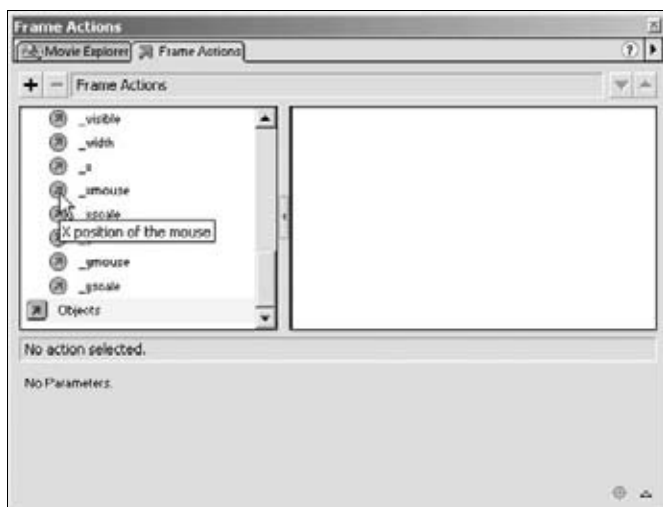 Frame Actions
Movie Explorer
Frame Actions
?
+ − Frame Actions
_visible
_width
_x
_xmouse
_xscale
X position of the mouse
_ymouse
_yscale
Objects
No action selected.
No Parameters.